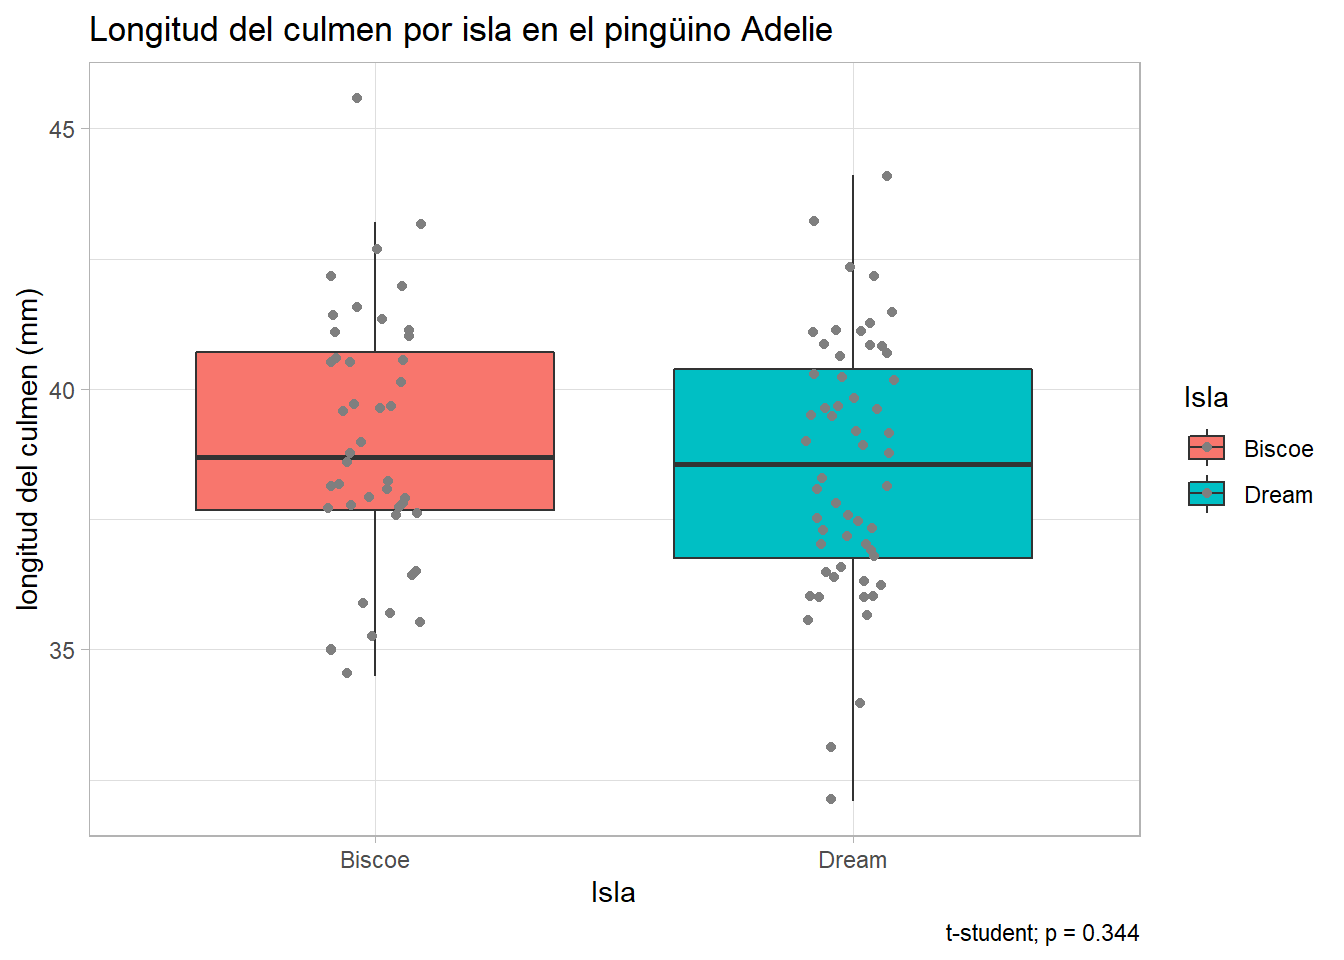 Longitud del culmen por isla en el pingüino Adelie
longitud del culmen (mm)
45
40
35
Biscoe
Dream
Isla
Isla
Biscoe
Dream
t-student; p = 0.344